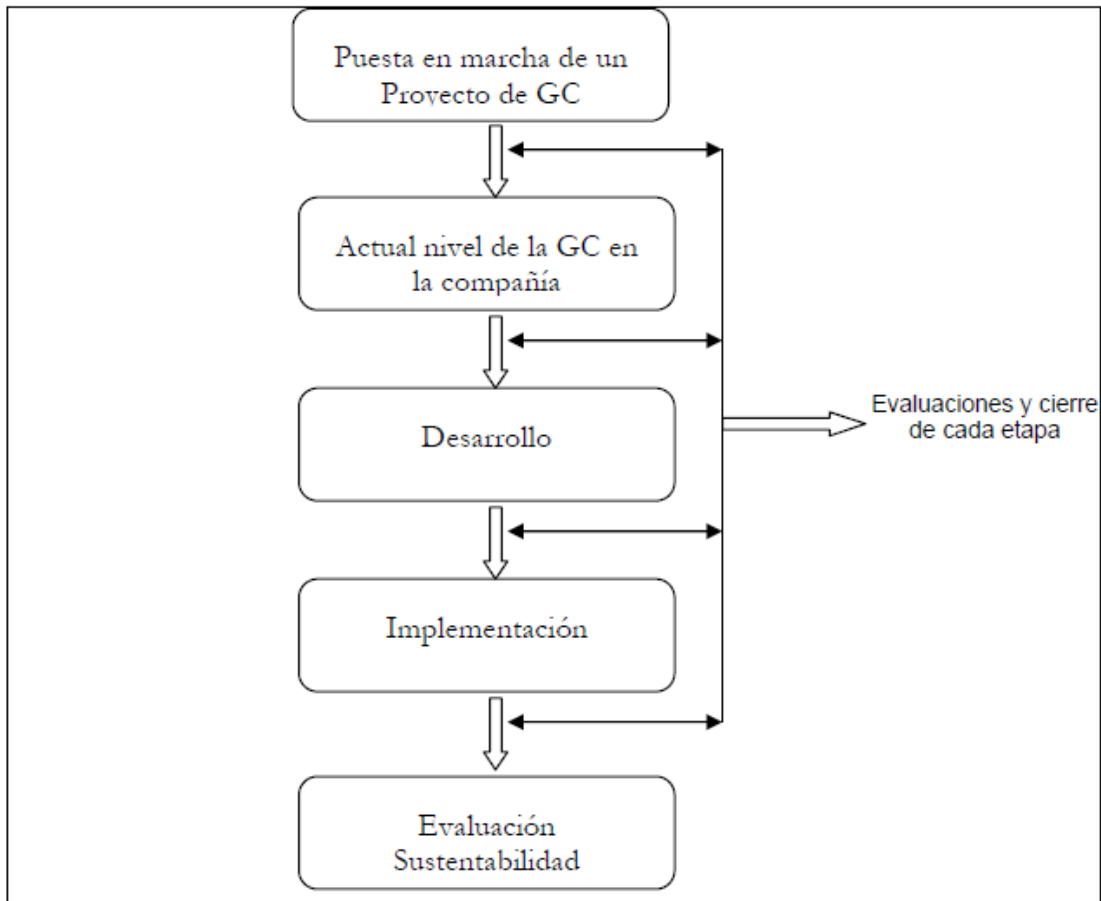 Puesta en marcha de un
Proyecto de GC
Actual nivel de la GC en
la compañía
Desarrollo
Evaluaciones y cierre
de cada etapa
Implementación
Evaluación
Sustentabilidad